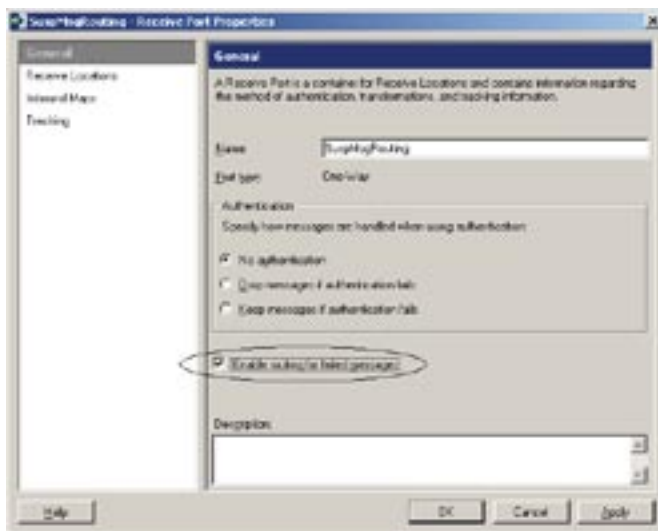 SuspMsgRouting - Receive Port Properties
General
Receive Locations
Inbound Maps
Tracking
General
A Receive Port is a container for Receive Locations and contains information regarding
the method of authentication, transformations, and tracking information.
Name
SuspMsgRouting
Port type:
One-Way
Authentication
Specify how messages are handled when using authentication:
No authentication
Drop messages if authentication fails
Keep messages if authentication fails
Enable routing for failed messages
Description:
Help
OK
Cancel
Apply